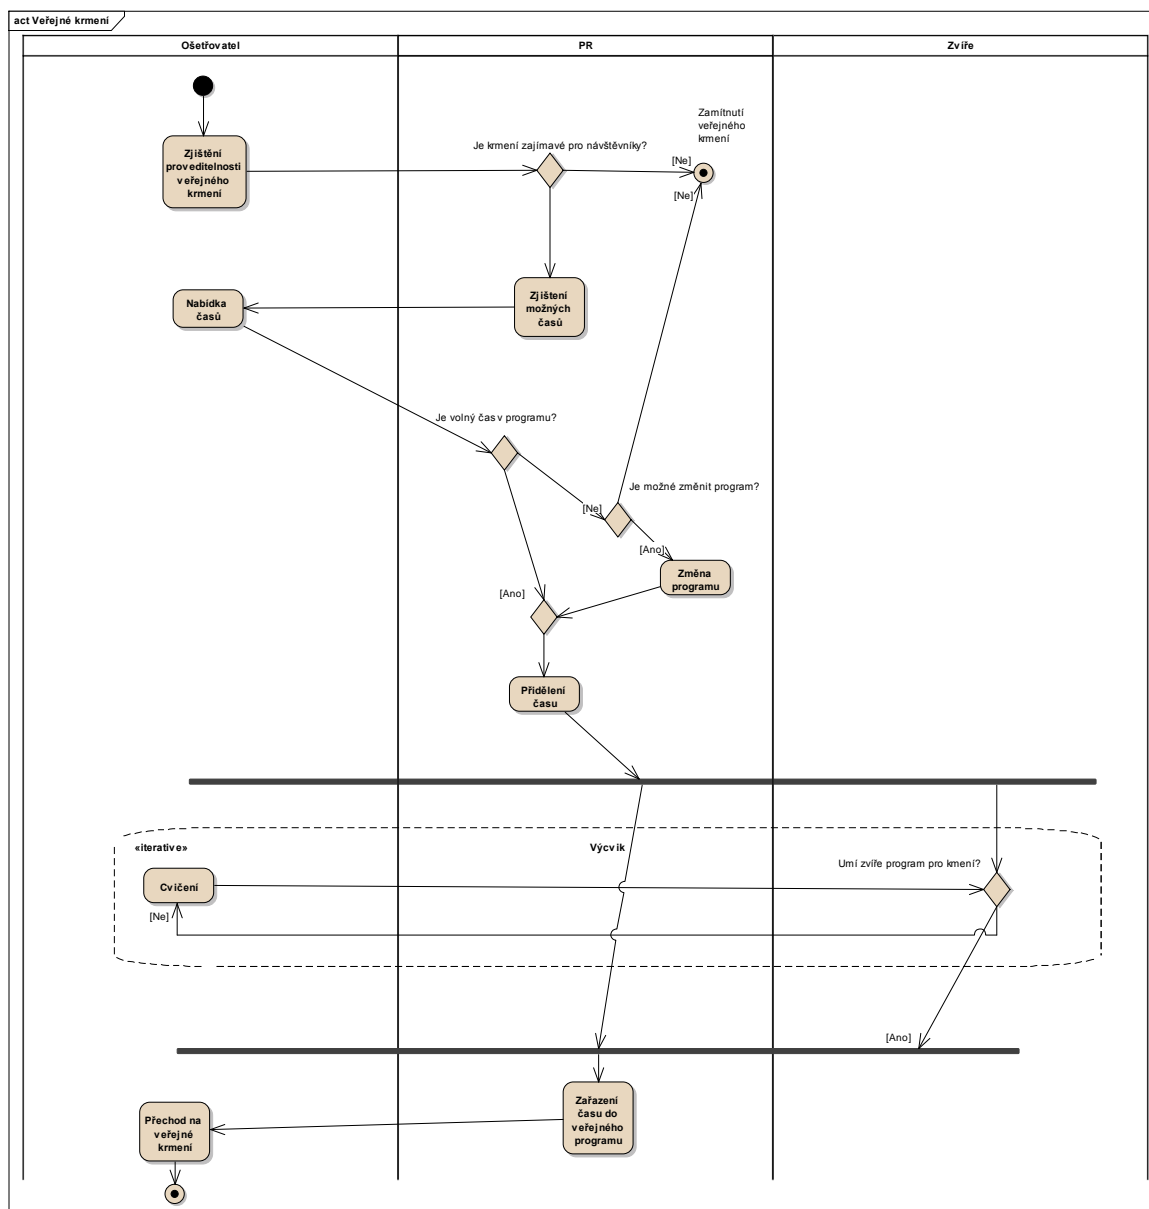 act Veřejné krmení
Ošetřovatel
PR
Zvíře
Zamítnutí
veřejného
krmení
Je krmení zajímavé pro návštěvníky?
Zjištění
proveditelnosti
veřejného
krmení
[Ne]
[Ne]
Zjištení
možných
časů
Nabídka
časů
Je volný čas v programu?
Je možné změnit program?
[Ne]
[Ano]
Změna
programu
[Ano]
Přidělení
času
«iterative»
Výcvik
Umí zvíře program pro kmení?
Cvičení
[Ne]
[Ano]
Zařazení
času do
veřejného
programu
Přechod na
veřejné
krmení